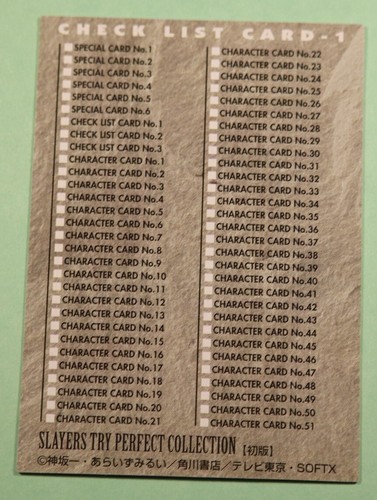 CHECK LIST CARD-1
SPECIAL CARD No.1
SPECIAL CARD No.2
SPECIAL CARD No.3
SPECIAL CARD No.4
SPECIAL CARD No.5
SPECIAL CARD No.6
CHECK LIST CARD No.1
CHECK LIST CARD No.2
CHECK LIST CARD No.3
CHARACTER CARD No.1
CHARACTER CARD No.2
CHARACTER CARD No.3
CHARACTER CARD No.4
CHARACTER CARD No.5
CHARACTER CARD No.6
CHARACTER CARD No.7
CHARACTER CARD No.8
CHARACTER CARD No.9
CHARACTER CARD No.10
CHARACTER CARD No.11
CHARACTER CARD No.12
CHARACTER CARD No.13
CHARACTER CARD No.14
CHARACTER CARD No.15
CHARACTER CARD No.16
CHARACTER CARD No.17
CHARACTER CARD No.18
CHARACTER CARD No.19
CHARACTER CARD No.20
CHARACTER CARD No.21
CHARACTER CARD No.22
CHARACTER CARD No.23
CHARACTER CARD No.24
CHARACTER CARD No.25
CHARACTER CARD No.26
CHARACTER CARD No.27
CHARACTER CARD No.28
CHARACTER CARD No.29
CHARACTER CARD No.30
CHARACTER CARD No.31
CHARACTER CARD No.32
CHARACTER CARD No.33
CHARACTER CARD No.34
CHARACTER CARD No.35
CHARACTER CARD No.36
CHARACTER CARD No.37
CHARACTER CARD No.38
CHARACTER CARD No.39
CHARACTER CARD No.40
CHARACTER CARD No.41
CHARACTER CARD No.42
CHARACTER CARD No.43
CHARACTER CARD No.44
CHARACTER CARD No.45
CHARACTER CARD No.46
CHARACTER CARD No.47
CHARACTER CARD No.48
CHARACTER CARD No.49
CHARACTER CARD No.50
CHARACTER CARD No.51
SLAYERS TRY PERFECT COLLECTION【初版】
©神坂一・あらいずみるい/角川書店/テレビ東京・SOFTX